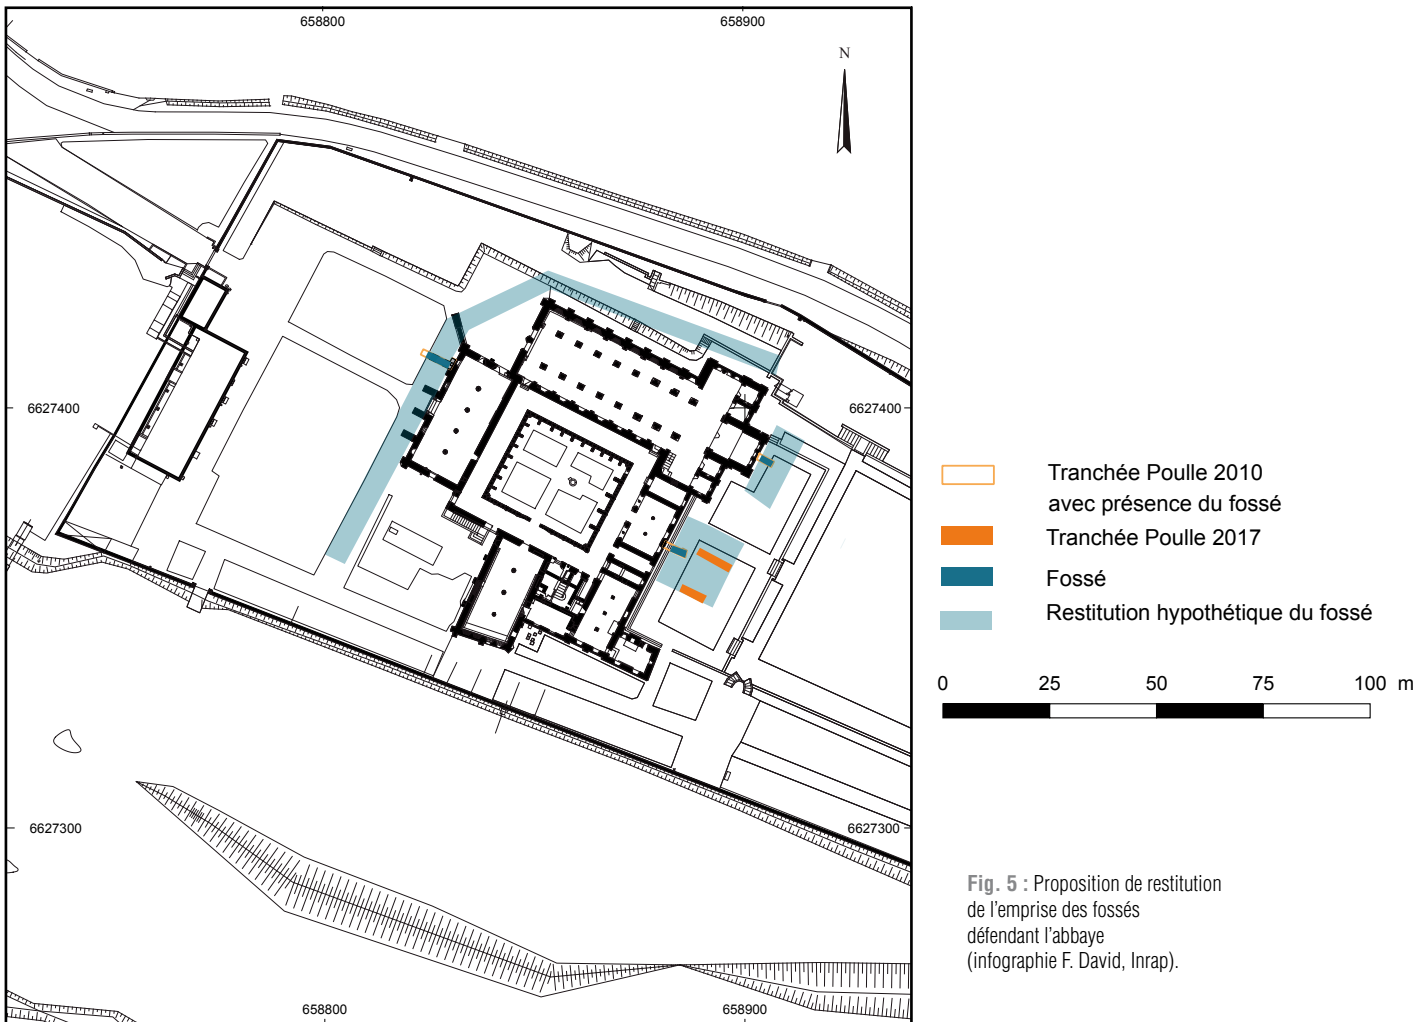 658800
658900
N
6627400
6627400
6627300
6627300
658800
658900
Tranchée Poulle 2010
avec présence du fossé
Tranchée Poulle 2017
Fossé
Restitution hypothétique du fossé
0 25 50 75 100 m
Fig. 5 : Proposition de restitution
de l'emprise des fossés
défendant l'abbaye
(infographie F. David, Inrap).